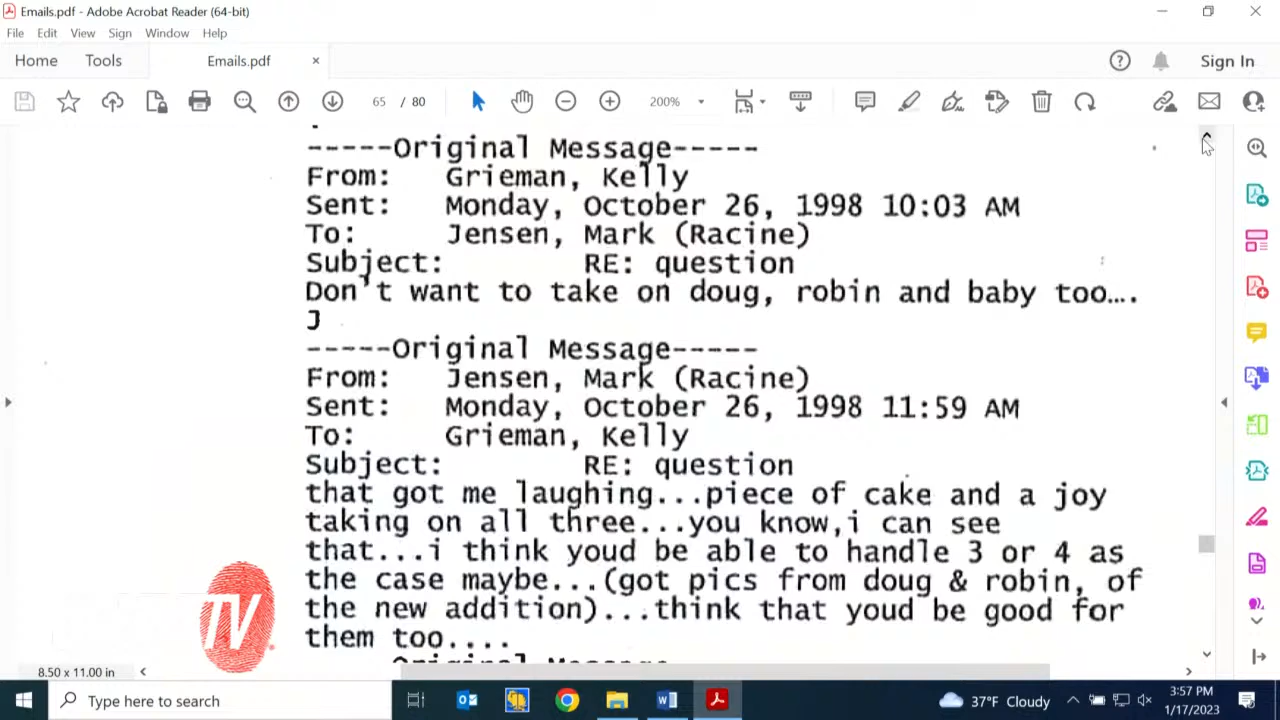 Emails.pdf - Adobe Acrobat Reader (64-bit)
File Edit View Sign Window Help
Home Tools Emails.pdf × Sign In
65 / 80 200%
-----Original Message-----
From: Grieman, Kelly
Sent: Monday, October 26, 1998 10:03 AM
To: Jensen, Mark (Racine)
Subject: RE: question
Don't want to take on doug, robin and baby too….
J
-----Original Message-----
From: Jensen, Mark (Racine)
Sent: Monday, October 26, 1998 11:59 AM
To: Grieman, Kelly
Subject: RE: question
that got me laughing...piece of cake and a joy
taking on all three...you know,i can see
that...i think youd be able to handle 3 or 4 as
the case maybe...(got pics from doug & robin, of
the new addition)...think that youd be good for
them too....
Original Message
TV
8.50 x 11.00 in
Type here to search
37°F Cloudy
3:57 PM
1/17/2023